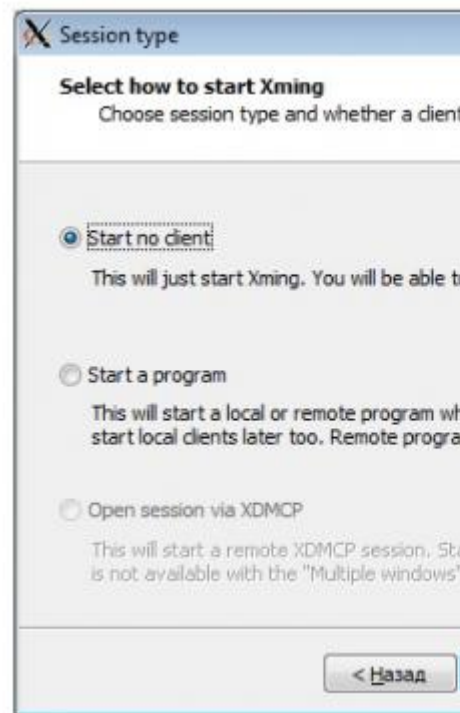 Session type
Select how to start Xming
Choose session type and whether a client
Start no client
This will just start Xming. You will be able
Start a program
This will start a local or remote program
start local clients later too. Remote
Open session via XDMCP
This will start a remote XDMCP session.
is not available with the "Multiple windows"
< Назад